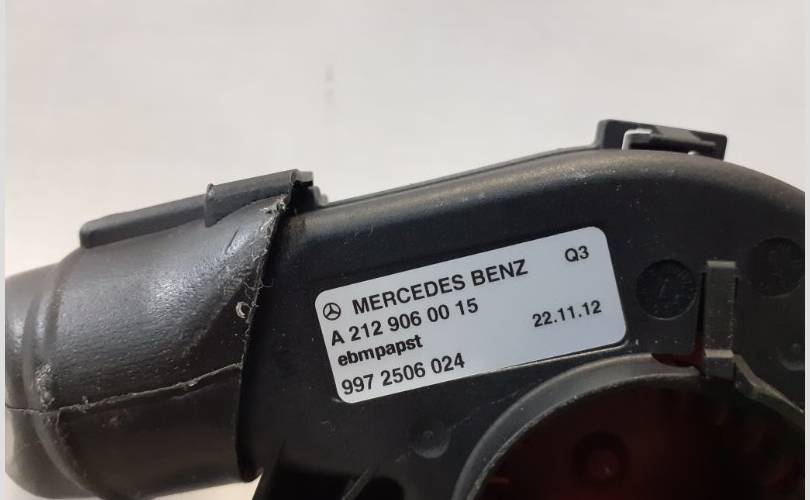 MERCEDES BENZ Q3
A 212 906 00 15 22.11.12
ebmpapst
997 2506 024